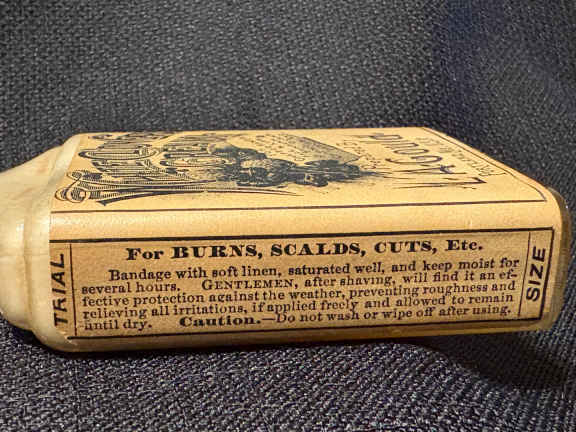 L.A. Gould
TRIAL
SIZE
For BURNS, SCALDS, CUTS, Etc.
Bandage with soft linen, saturated well, and keep moist for
several hours. GENTLEMEN, after shaving, will find it an ef-
fective protection against the weather, preventing roughness and
relieving all irritations, if applied freely and allowed to remain
until dry. Caution.—Do not wash or wipe off after using.